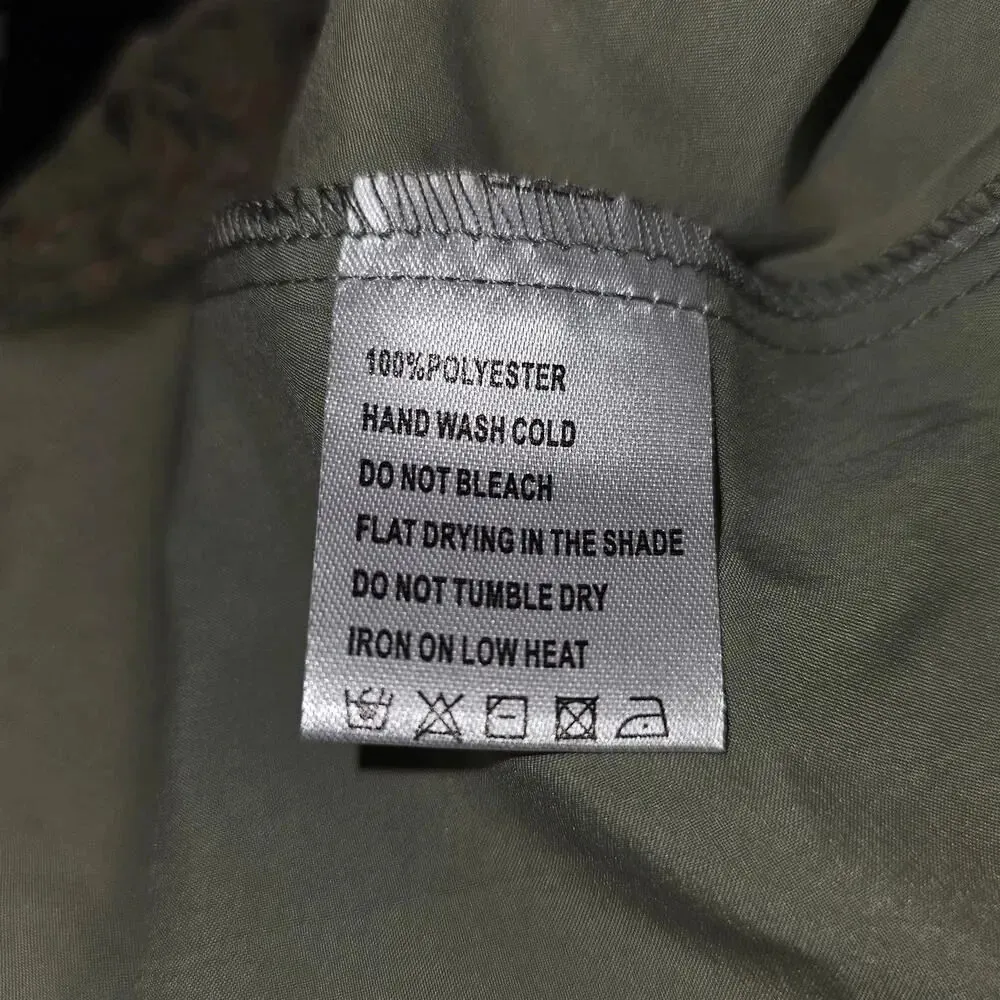 100%POLYESTER
HAND WASH COLD
DO NOT BLEACH
FLAT DRYING IN THE SHADE
DO NOT TUMBLE DRY
IRON ON LOW HEAT